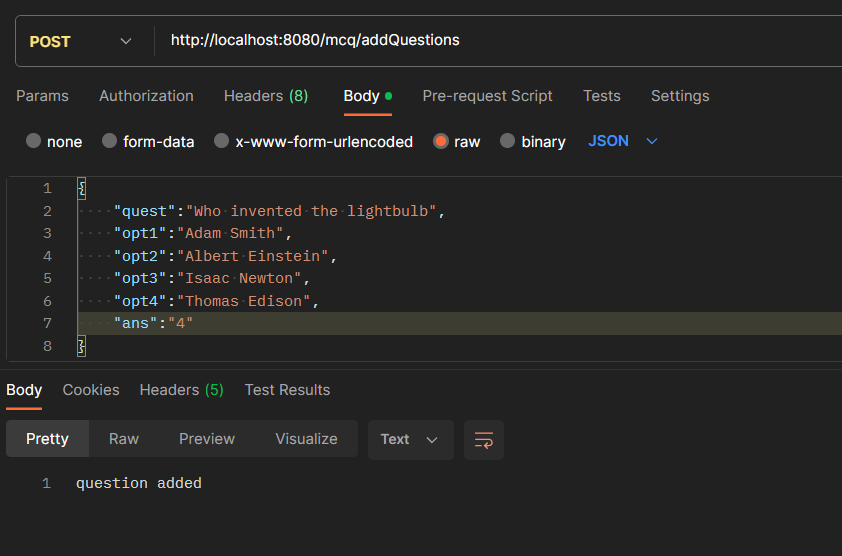 POST http://localhost:8080/mcq/addQuestions
Params Authorization Headers (8) Body Pre-request Script Tests Settings
none form-data x-www-form-urlencoded raw binary JSON
1 {
2 "quest":"Who invented the lightbulb",
3 "opt1":"Adam Smith",
4 "opt2":"Albert Einstein",
5 "opt3":"Isaac Newton",
6 "opt4":"Thomas Edison",
7 "ans":"4"
8 }
Body Cookies Headers (5) Test Results
Pretty Raw Preview Visualize Text
1 question added